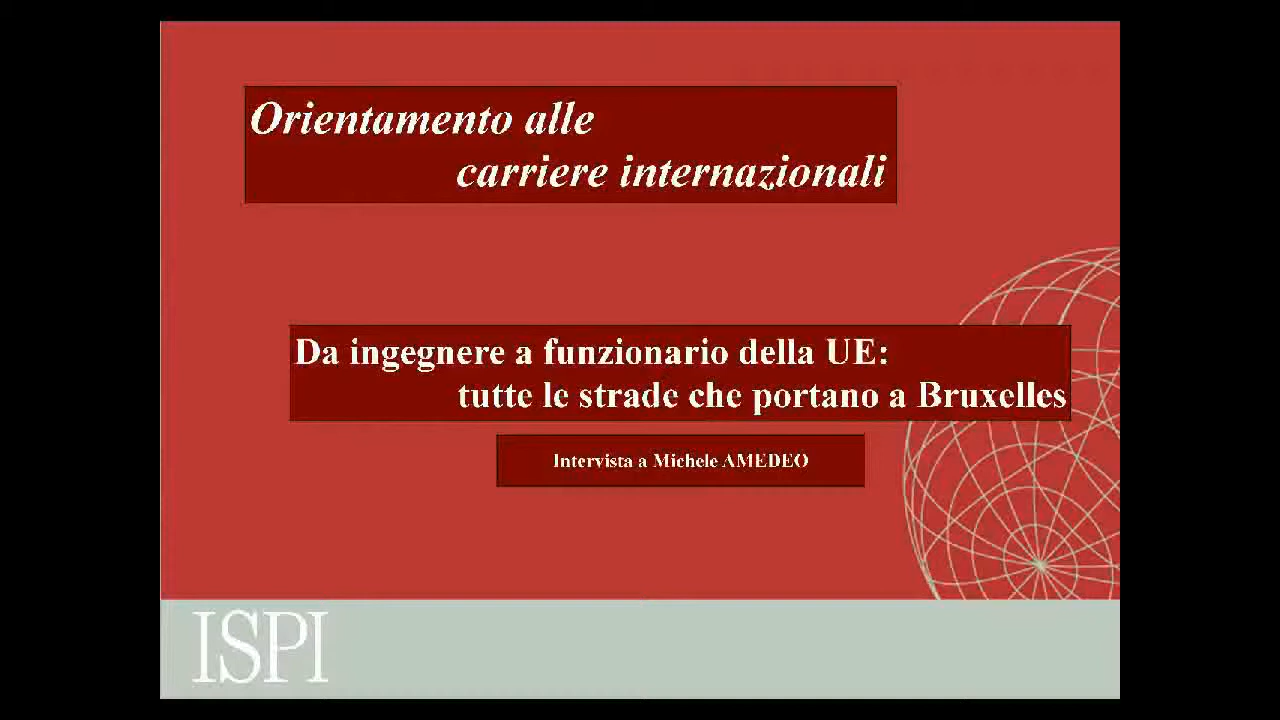 Orientamento alle
carriere internazionali
Da ingegnere a funzionario della UE:
tutte le strade che portano a Bruxelles
Intervista a Michele AMEDEO
ISPI